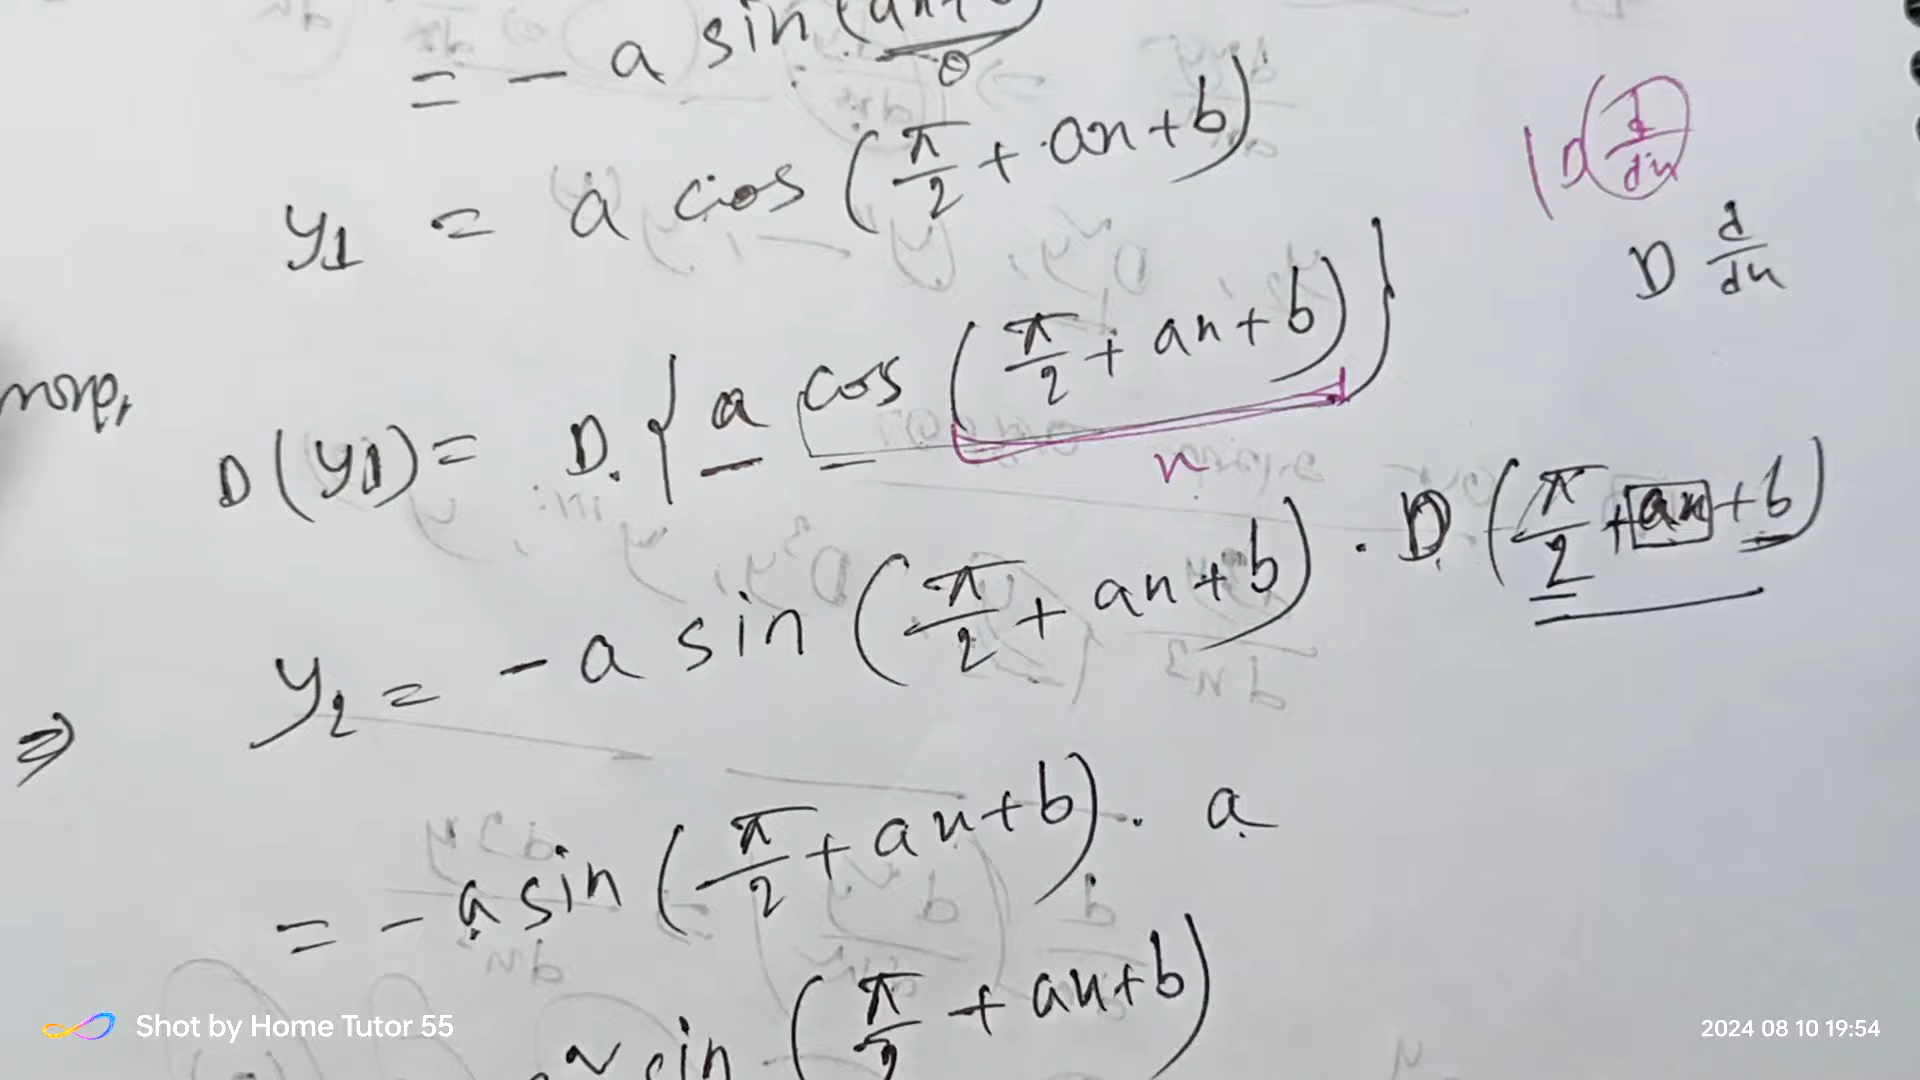 = - a sin (ax+b)
θ
y1 = a cos (π/2 + ax + b)
D d/dx
D d/dx
D(y1) = D. { a cos (π/2 + ax + b) }
x
⇒ y2 = - a sin (π/2 + ax + b) . D (π/2 + ax + b)
= - a sin (π/2 + ax + b) . a
sin (π/2 + ax + b)
Shot by Home Tutor 55
2024 08 10 19:54